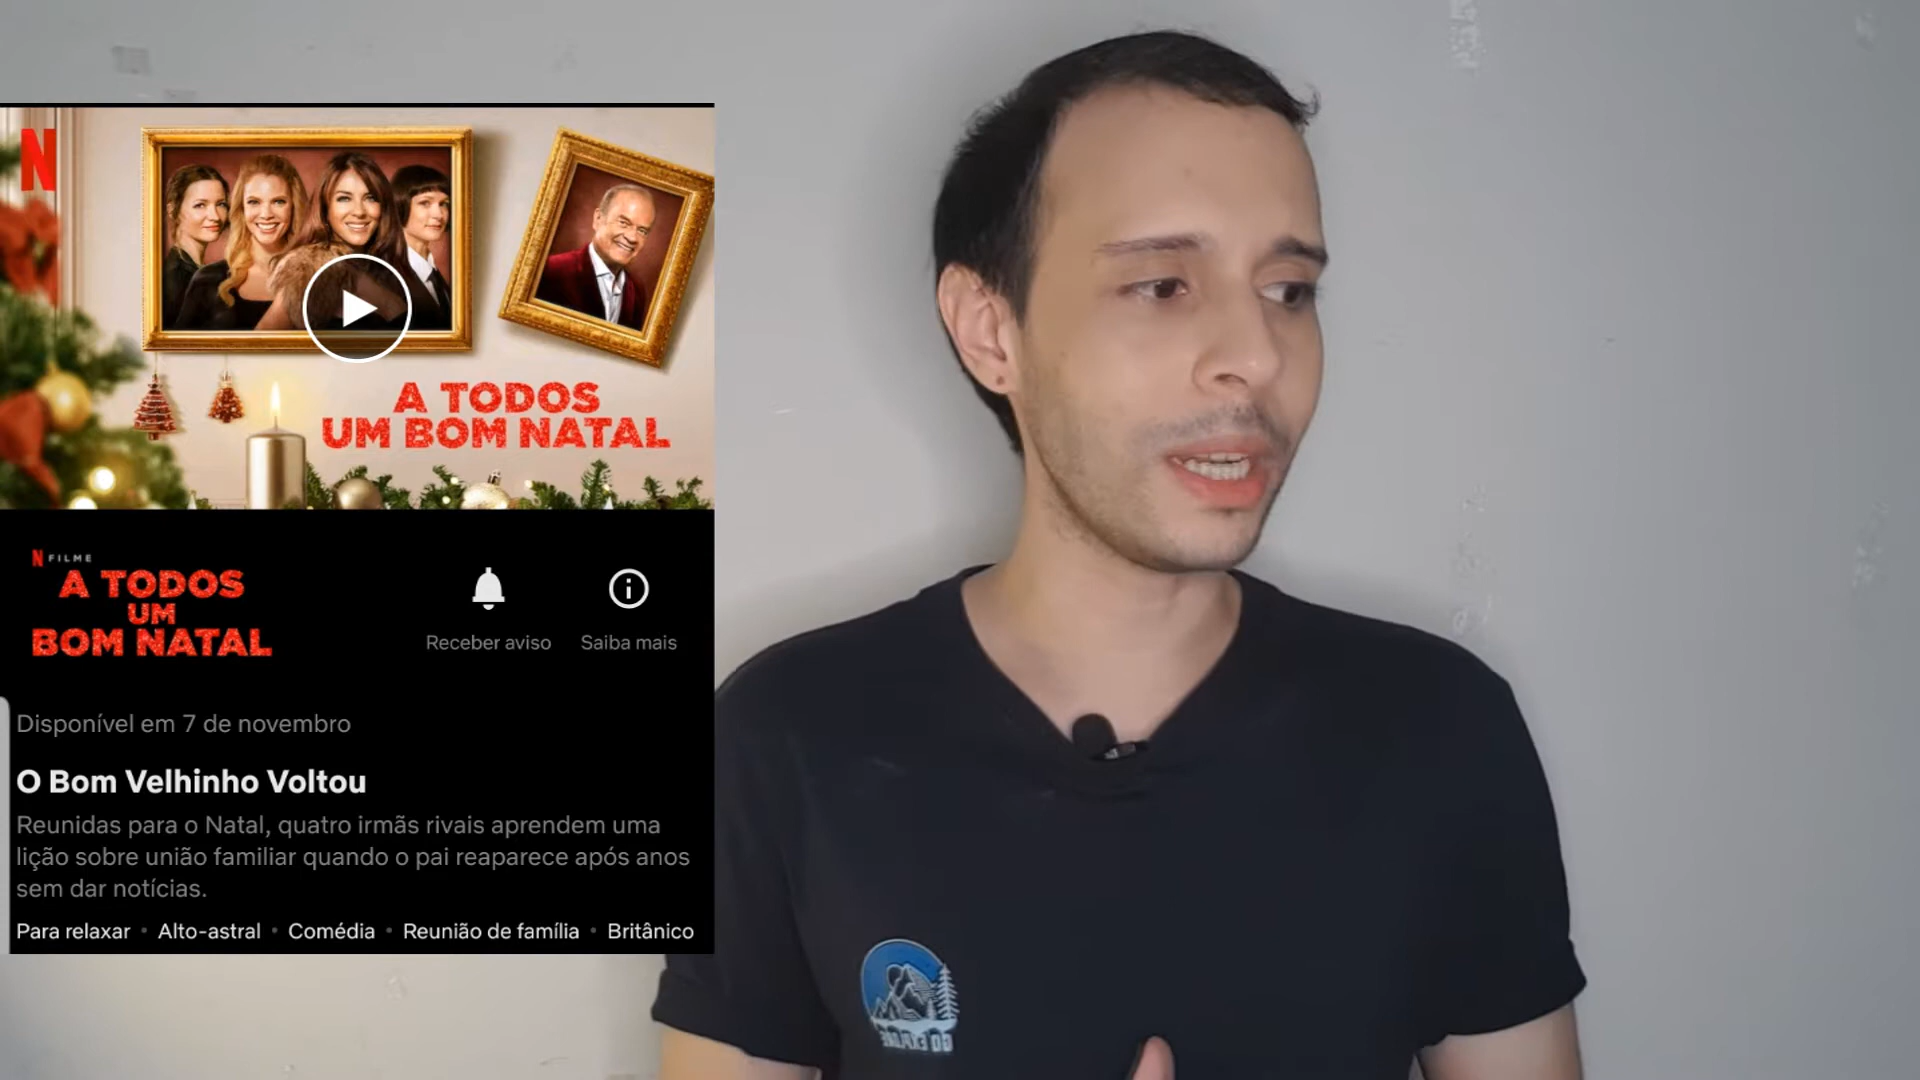 N
A TODOS
UM BOM NATAL
N FILME
A TODOS
UM
BOM NATAL
Receber aviso
Saiba mais
Disponível em 7 de novembro
O Bom Velhinho Voltou
Reunidas para o Natal, quatro irmãs rivais aprendem uma
lição sobre união familiar quando o pai reaparece após anos
sem dar notícias.
Para relaxar • Alto-astral • Comédia • Reunião de família • Britânico
GO EXPLORE